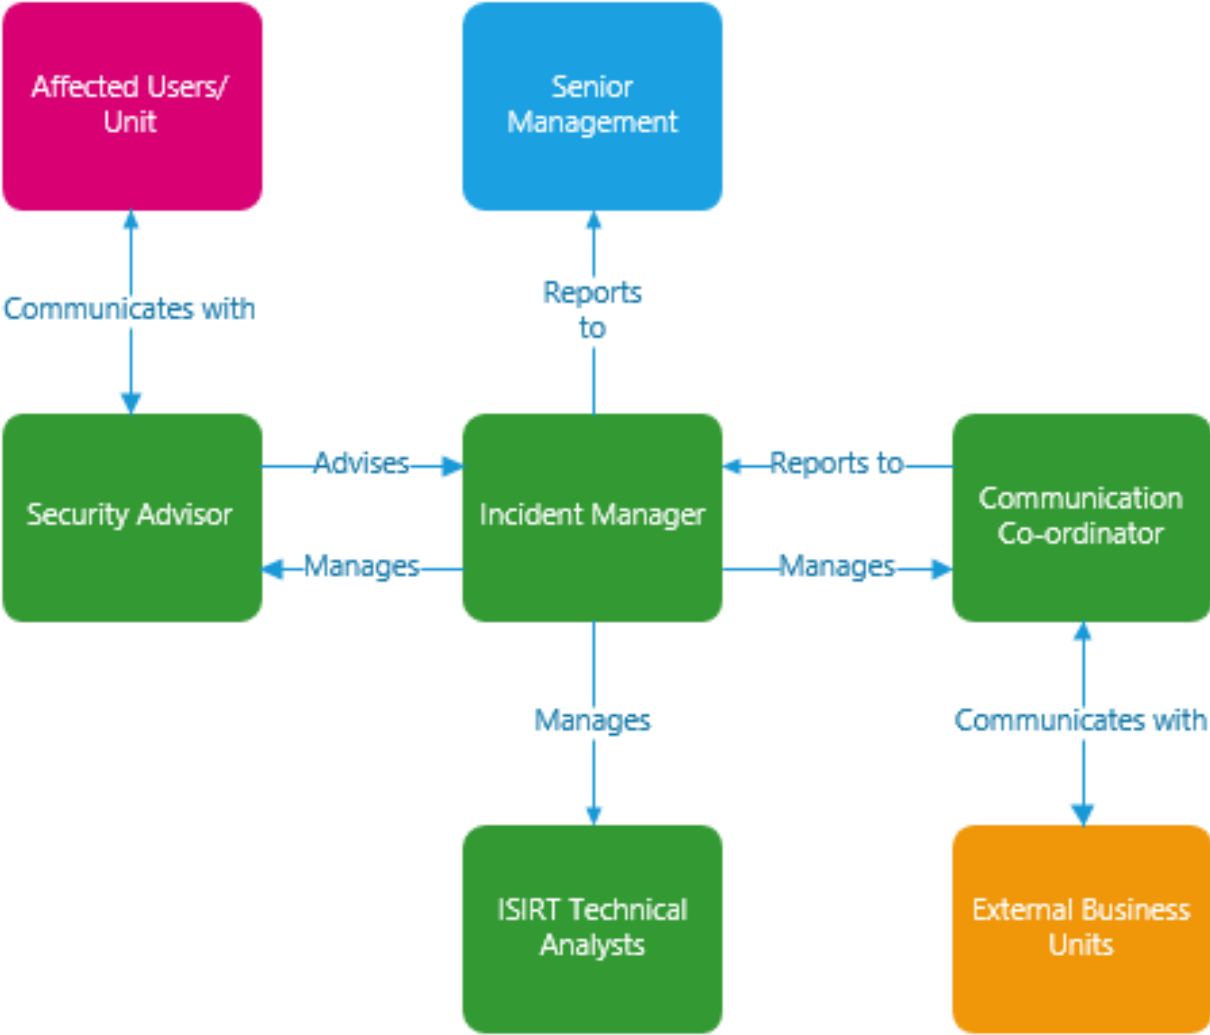 Affected Users/
Unit
Senior
Management
Communicates with
Reports
to
Security Advisor
Advises
Manages
Incident Manager
Reports to
Manages
Communication
Co-ordinator
Manages
Communicates with
ISIRT Technical
Analysts
External Business
Units